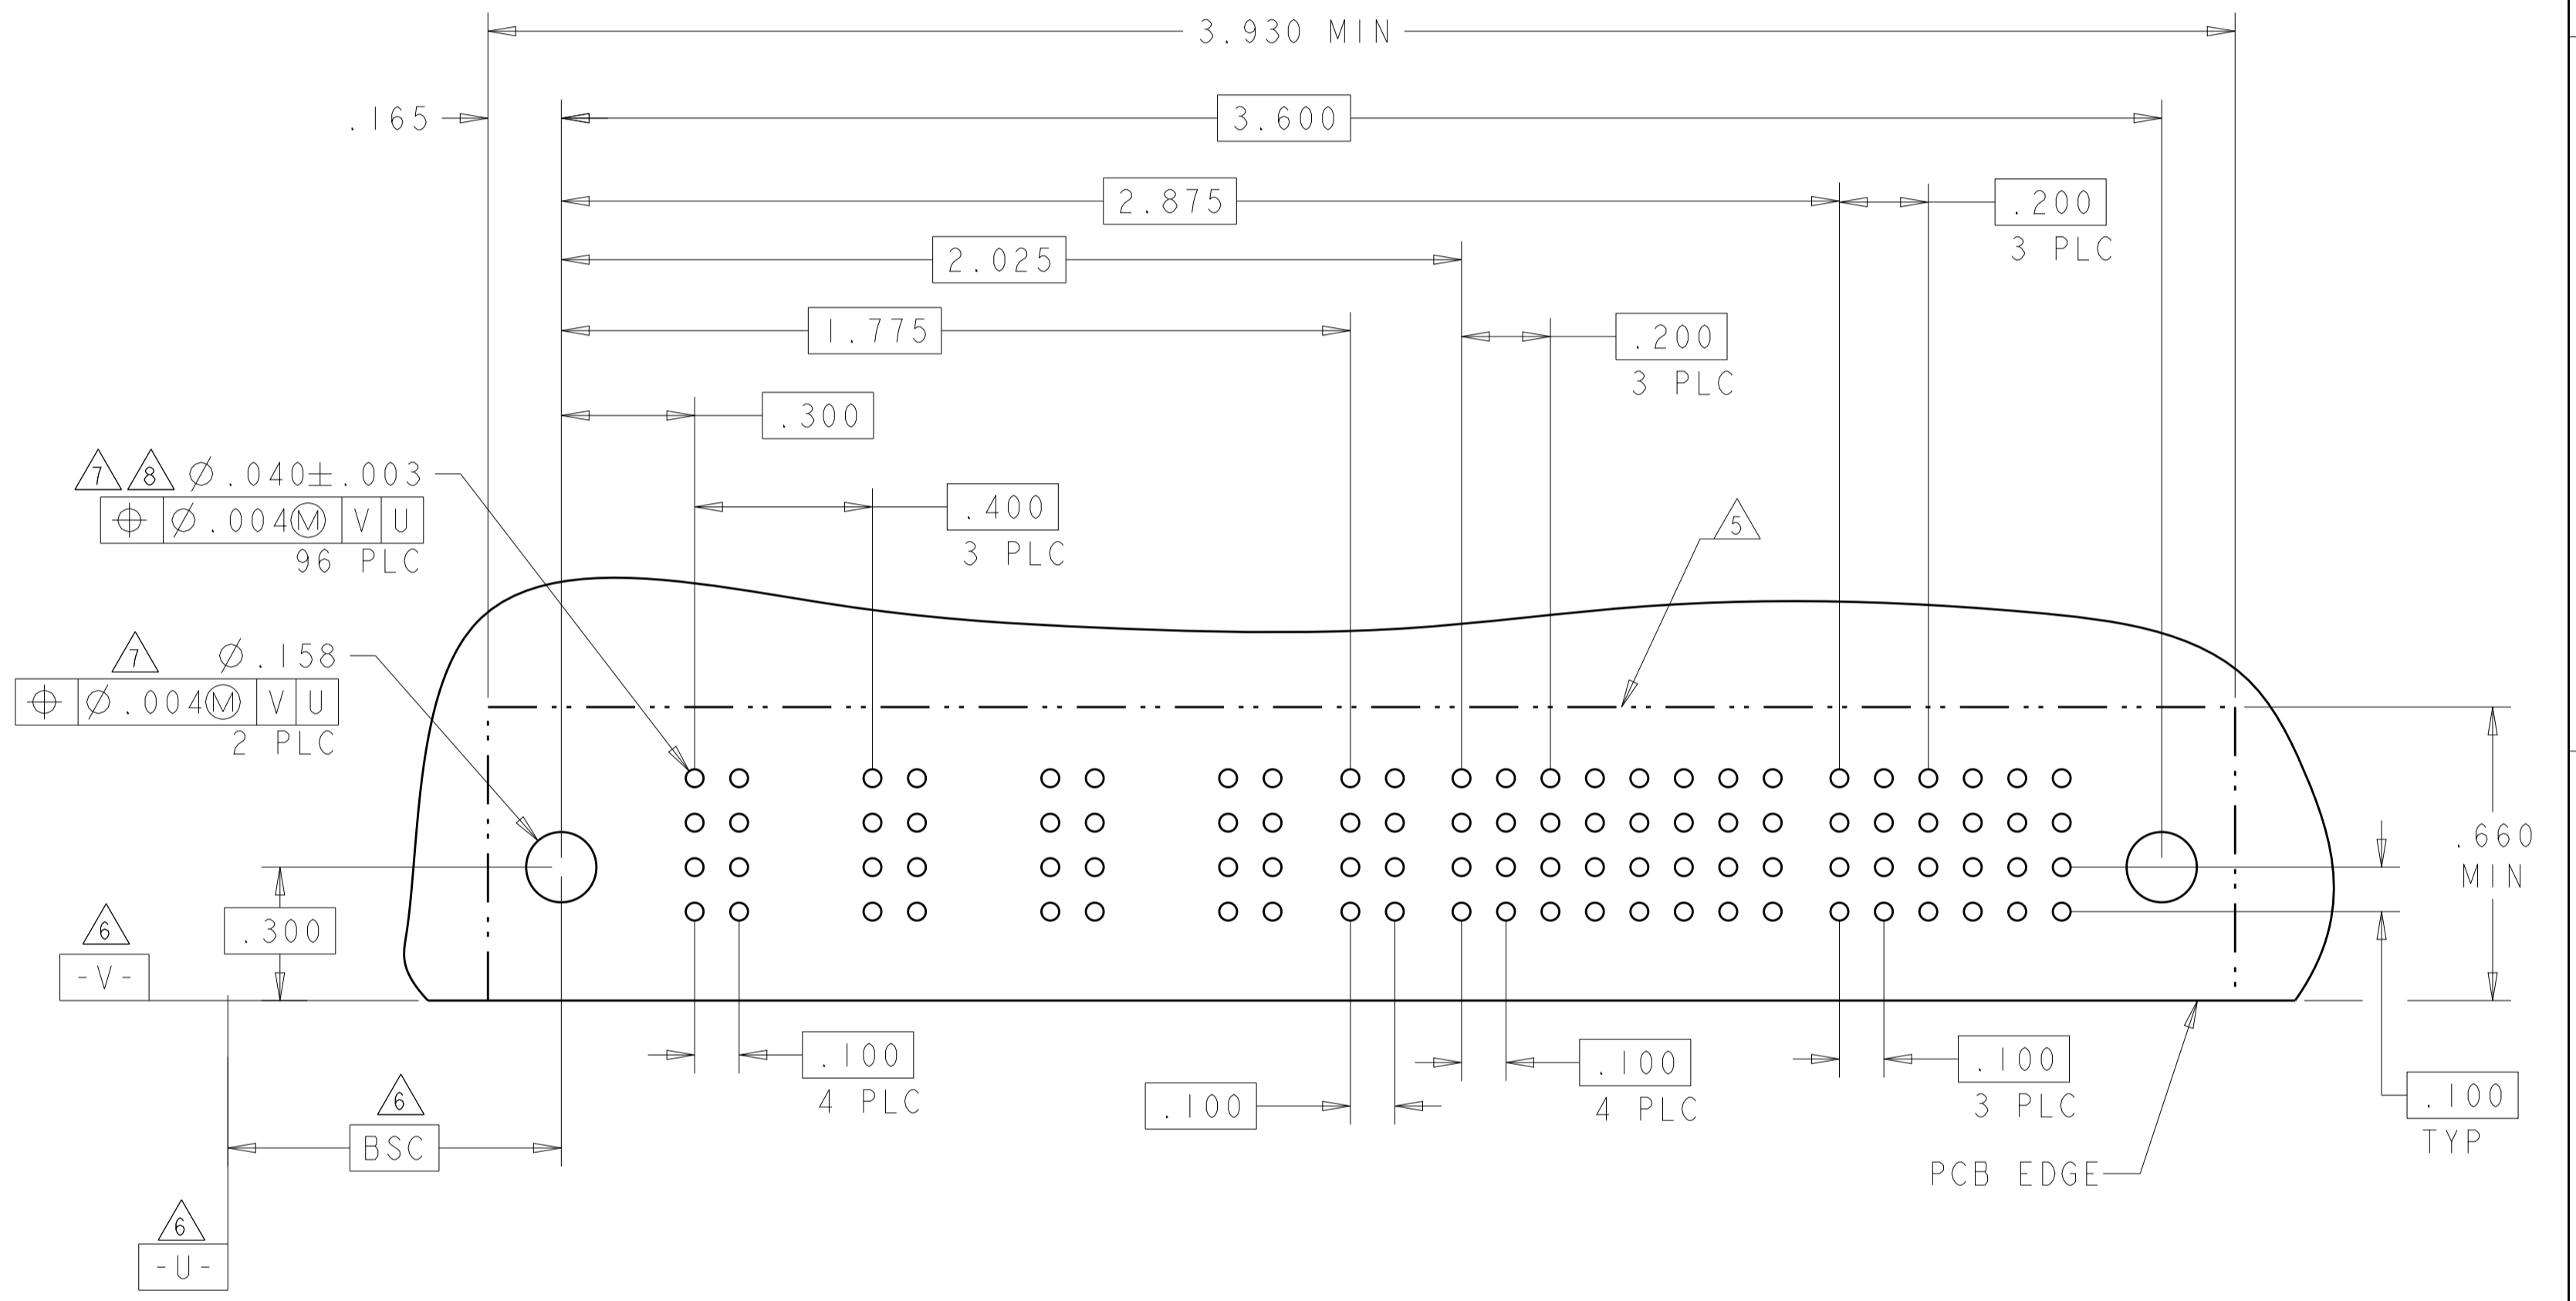 3.930 MIN
.165
3.600
2.875
.200
3 PLC
2.025
1.775
.200
3 PLC
.300
7 8 Ø.040±.003
⌖ Ø.004Ⓜ V U
96 PLC
.400
3 PLC
5
7 Ø.158
⌖ Ø.004Ⓜ V U
2 PLC
.660
MIN
.300
6
-V-
.100
4 PLC
.100
.100
4 PLC
.100
3 PLC
.100
TYP
6
BSC
PCB EDGE
6
-U-